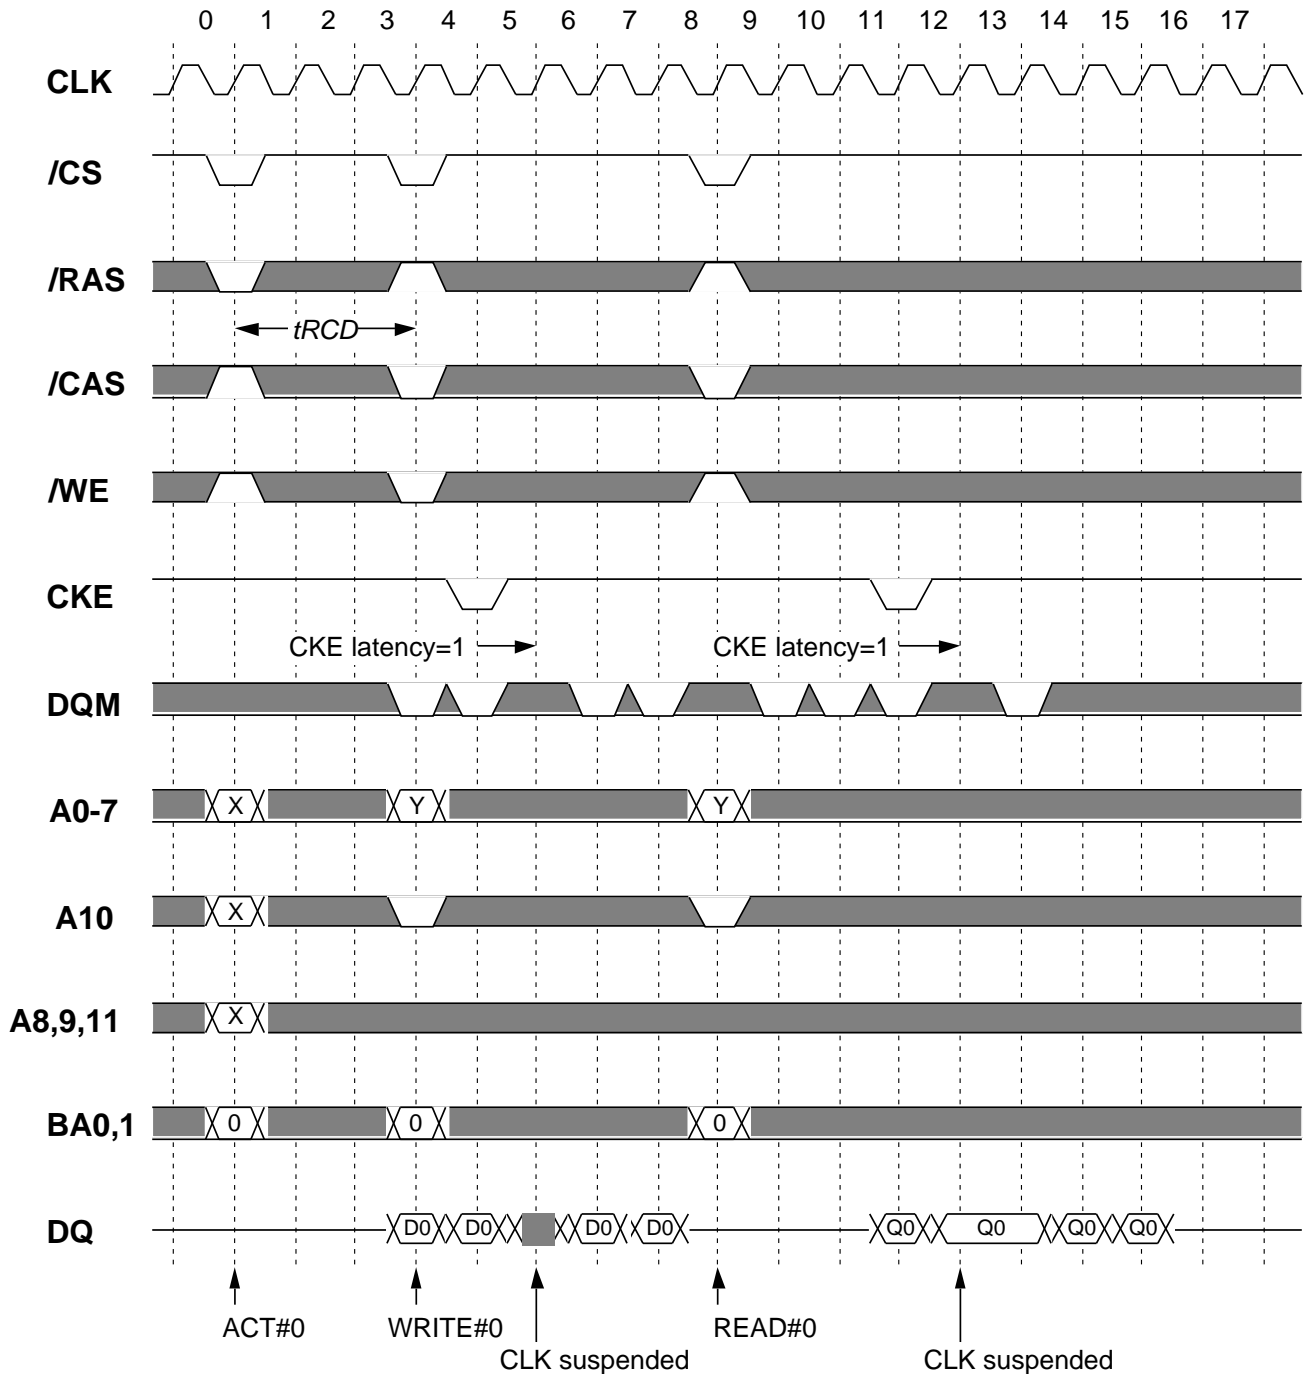 0 1 2 3 4 5 6 7 8 9 10 11 12 13 14 15 16 17
CLK
/CS
/RAS
tRCD
/CAS
/WE
CKE
CKE latency=1 CKE latency=1
DQM
A0-7 X Y Y
A10 X
A8,9,11 X
BA0,1 0 0 0
DQ D0 D0 D0 D0 Q0 Q0 Q0 Q0
ACT#0 WRITE#0 READ#0
CLK suspended CLK suspended